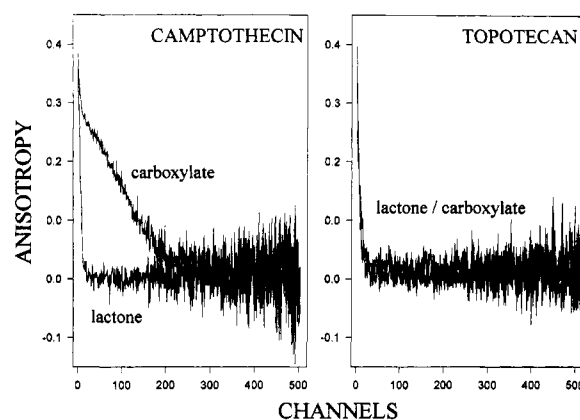 CAMPTOTHECIN
TOPOTECAN
ANISOTROPY
0.4
0.3
0.2
0.0
0.0
-0.1
carboxylate
lactone
0 100 200 300 400 500
0.4
0.3
0.2
0.0
0.0
-0.1
lactone / carboxylate
0 100 200 300 400 500
CHANNELS